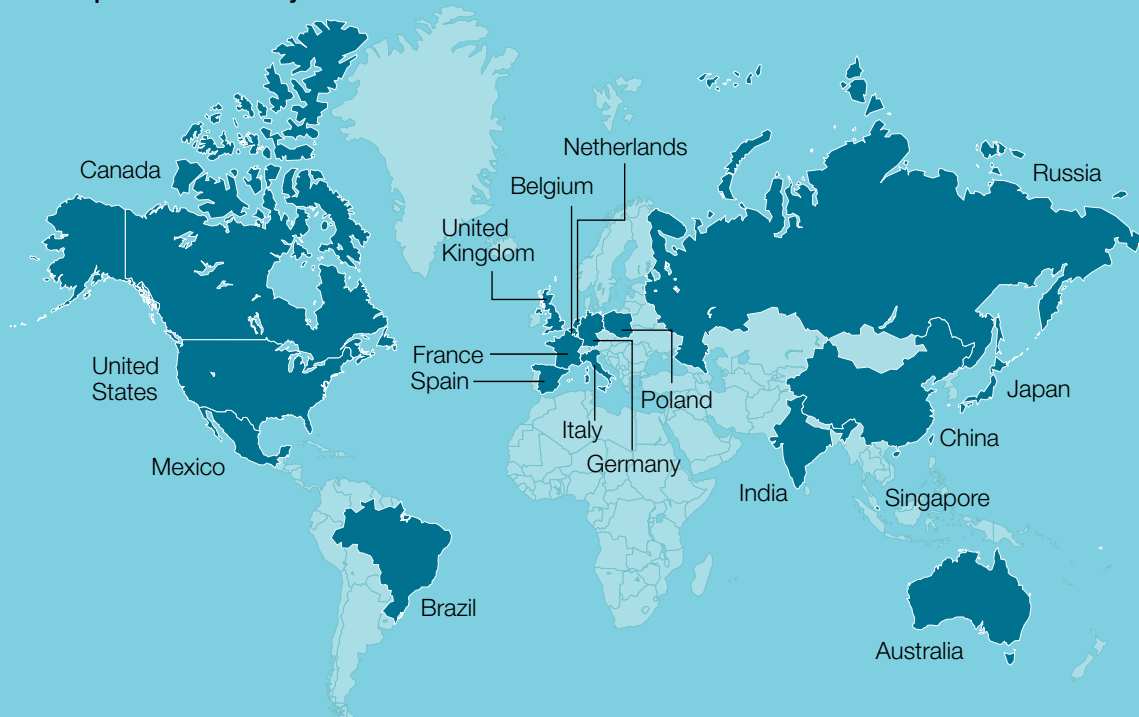 Netherlands
Canada
Russia
Belgium
United
Kingdom
France
United
States
Spain
Japan
Poland
Italy
China
Mexico
Germany
India
Singapore
Brazil
Australia